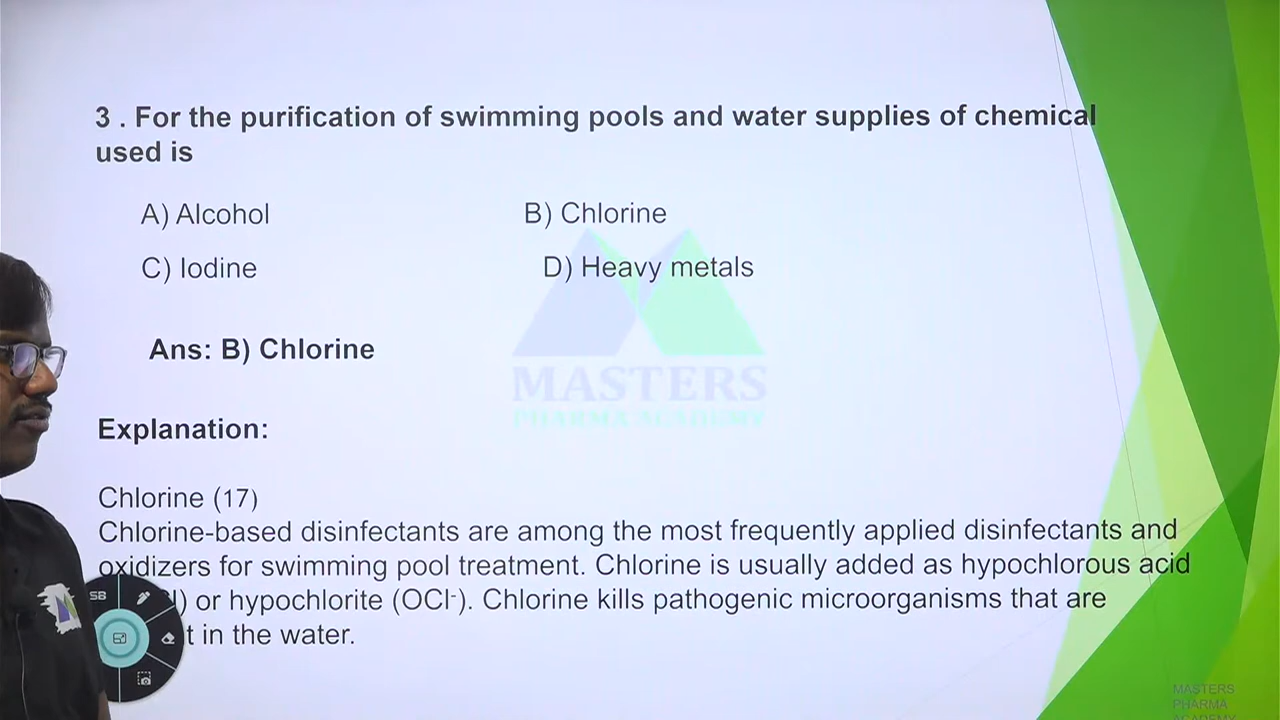 3 . For the purification of swimming pools and water supplies of chemical
used is
A) Alcohol
B) Chlorine
C) Iodine
D) Heavy metals
Ans: B) Chlorine
MASTERS
PHARMA ACADEMY
Explanation:
Chlorine (17)
Chlorine-based disinfectants are among the most frequently applied disinfectants and
oxidizers for swimming pool treatment. Chlorine is usually added as hypochlorous acid
) or hypochlorite (OCl-). Chlorine kills pathogenic microorganisms that are
in the water.
SB
MASTERS
PHARMA
ACADEMY